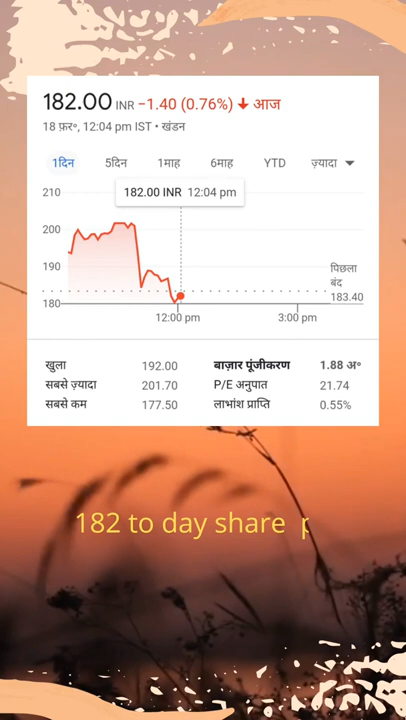 182.00 INR −1.40 (0.76%) ↓ आज
18 फ़र॰, 12:04 pm IST • खंडन
1दिन 5दिन 1माह 6माह YTD ज़्यादा
182.00 INR 12:04 pm
210
200
190
180
पिछला
बंद
183.40
12:00 pm 3:00 pm
खुला 192.00 बाज़ार पूंजीकरण 1.88 अ॰
सबसे ज़्यादा 201.70 P/E अनुपात 21.74
सबसे कम 177.50 लाभांश प्राप्ति 0.55%
182 to day share